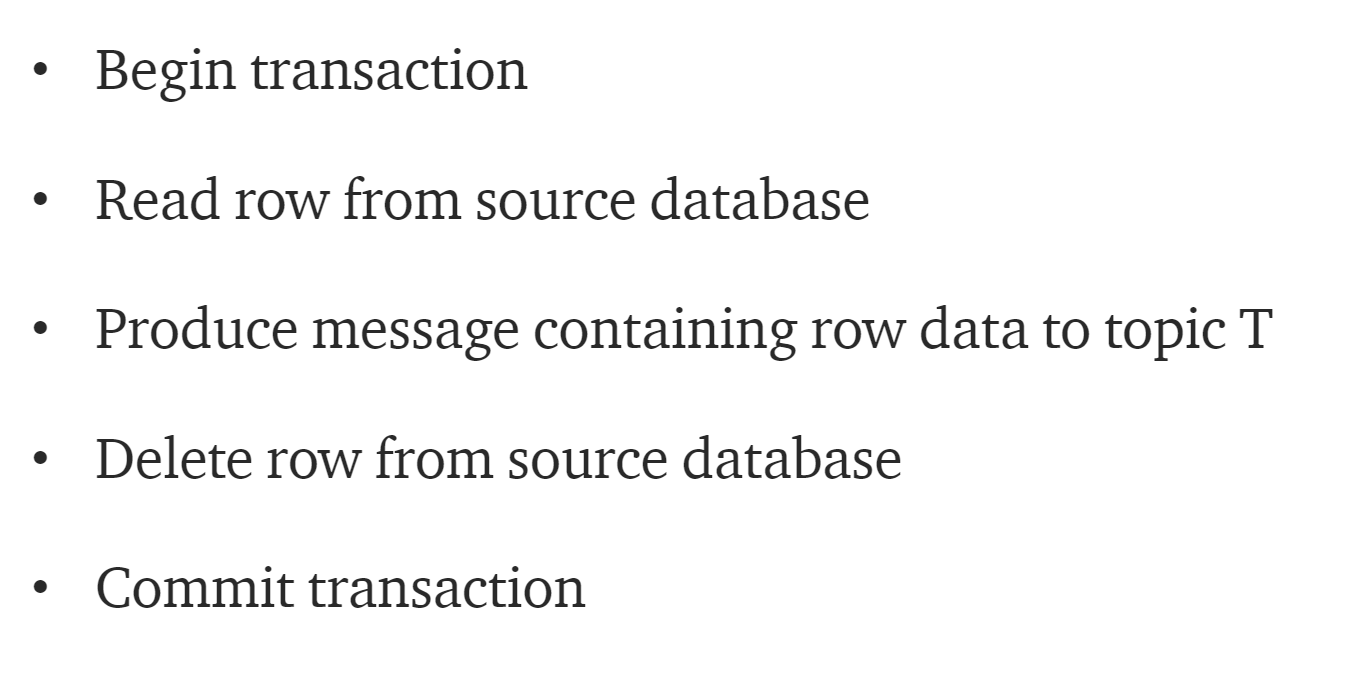 • Begin transaction
• Read row from source database
• Produce message containing row data to topic T
• Delete row from source database
• Commit transaction